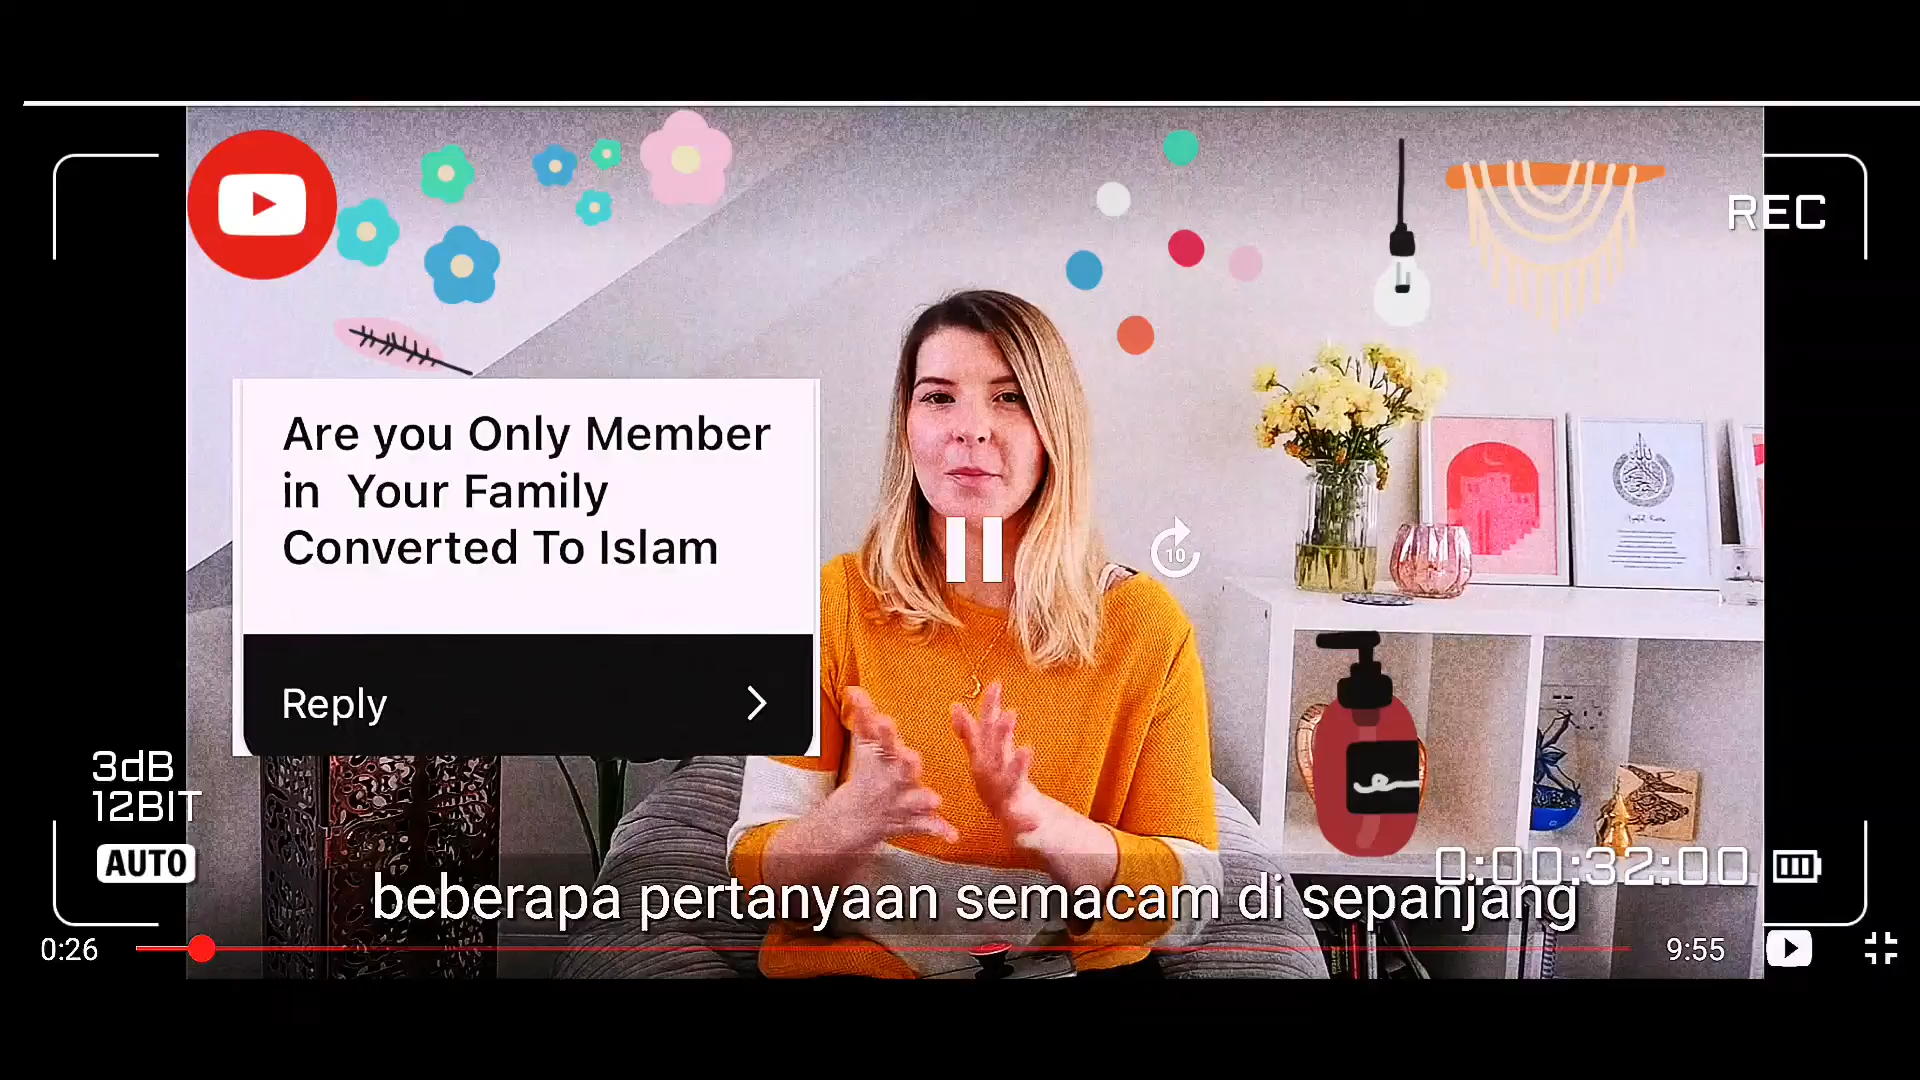 REC
Are you Only Member
in Your Family
Converted To Islam
10
Reply
3dB
12BIT
AUTO
0:00:32:00
beberapa pertanyaan semacam di sepanjang
0:26
9:55